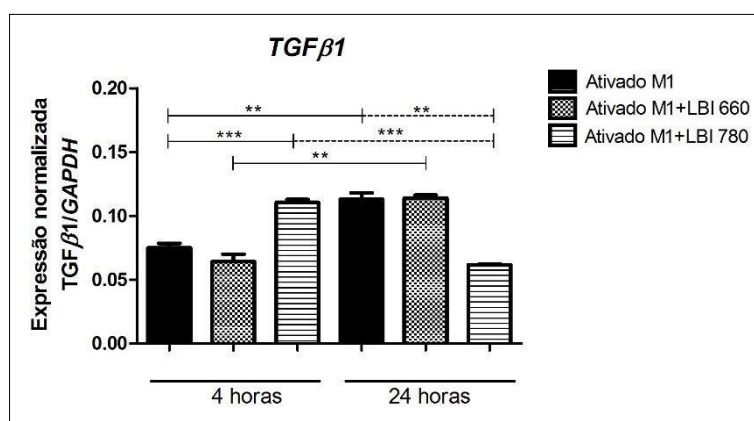 TGFβ1
Expressão normalizada
TGFβ1/GAPDH
0.20
0.15
0.10
0.05
0.00
** **
*** ***
**
4 horas 24 horas
Ativado M1
Ativado M1+LBI 660
Ativado M1+LBI 780